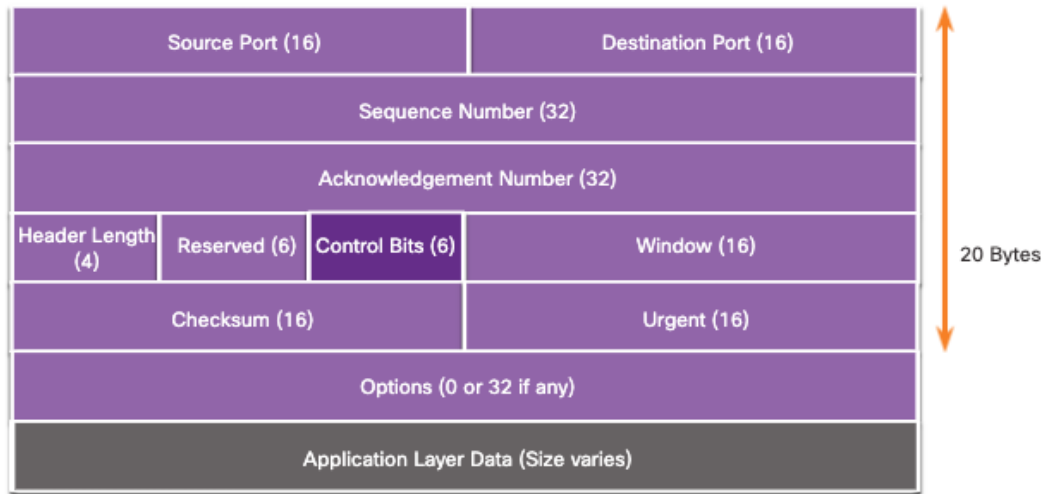 Source Port (16)
Destination Port (16)
Sequence Number (32)
Acknowledgement Number (32)
Header Length
(4)
Reserved (6)
Control Bits (6)
Window (16)
20 Bytes
Checksum (16)
Urgent (16)
Options (0 or 32 if any)
Application Layer Data (Size varies)